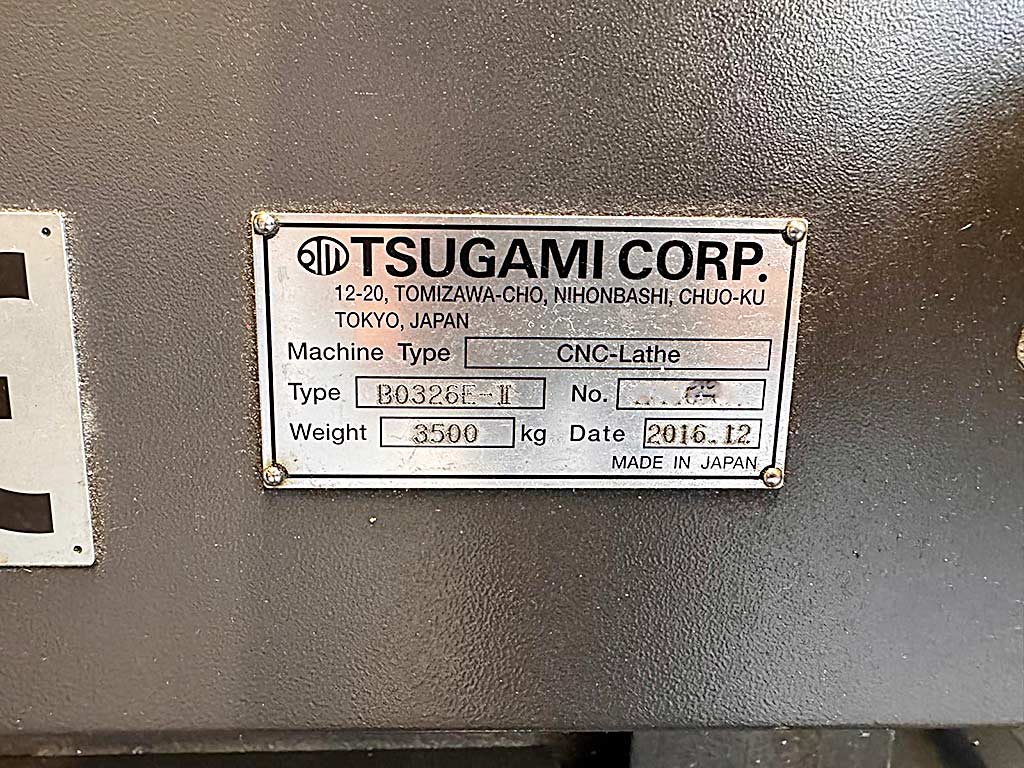 TSUGAMI CORP.
12-20, TOMIZAWA-CHO, NIHONBASHI, CHUO-KU
TOKYO, JAPAN
Machine Type CNC-Lathe
Type B0326E-Ⅱ No.
Weight 3500 kg Date 2016.12
MADE IN JAPAN